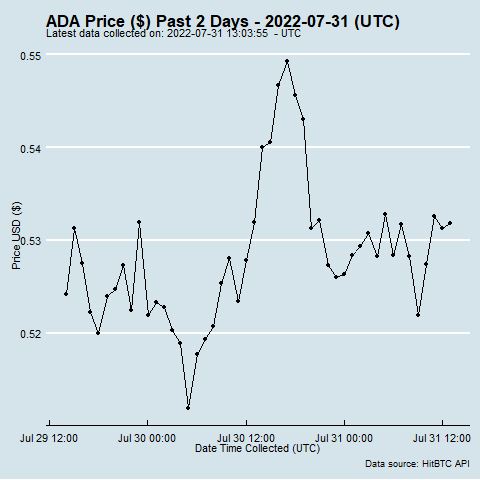 ADA Price ($) Past 2 Days - 2022-07-31 (UTC)
Latest data collected on: 2022-07-31 13:03:55 - UTC
0.55
0.54
0.53
0.52
Price USD ($)
Jul 29 12:00
Jul 30 00:00
Jul 30 12:00
Jul 31 00:00
Jul 31 12:00
Date Time Collected (UTC)
Data source: HitBTC API